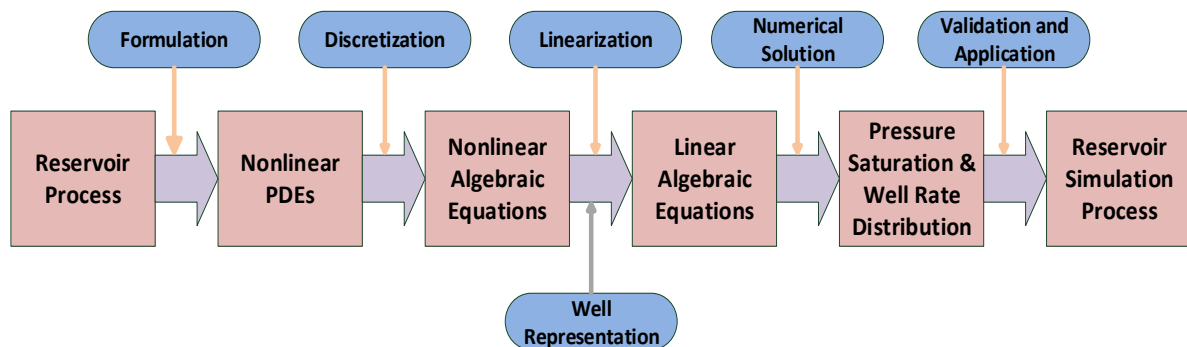 Formulation
Discretization
Linearization
Numerical
Solution
Validation and
Application
Reservoir
Process
Nonlinear
PDEs
Nonlinear
Algebraic
Equations
Linear
Algebraic
Equations
Pressure
Saturation &
Well Rate
Distribution
Reservoir
Simulation
Process
Well
Representation